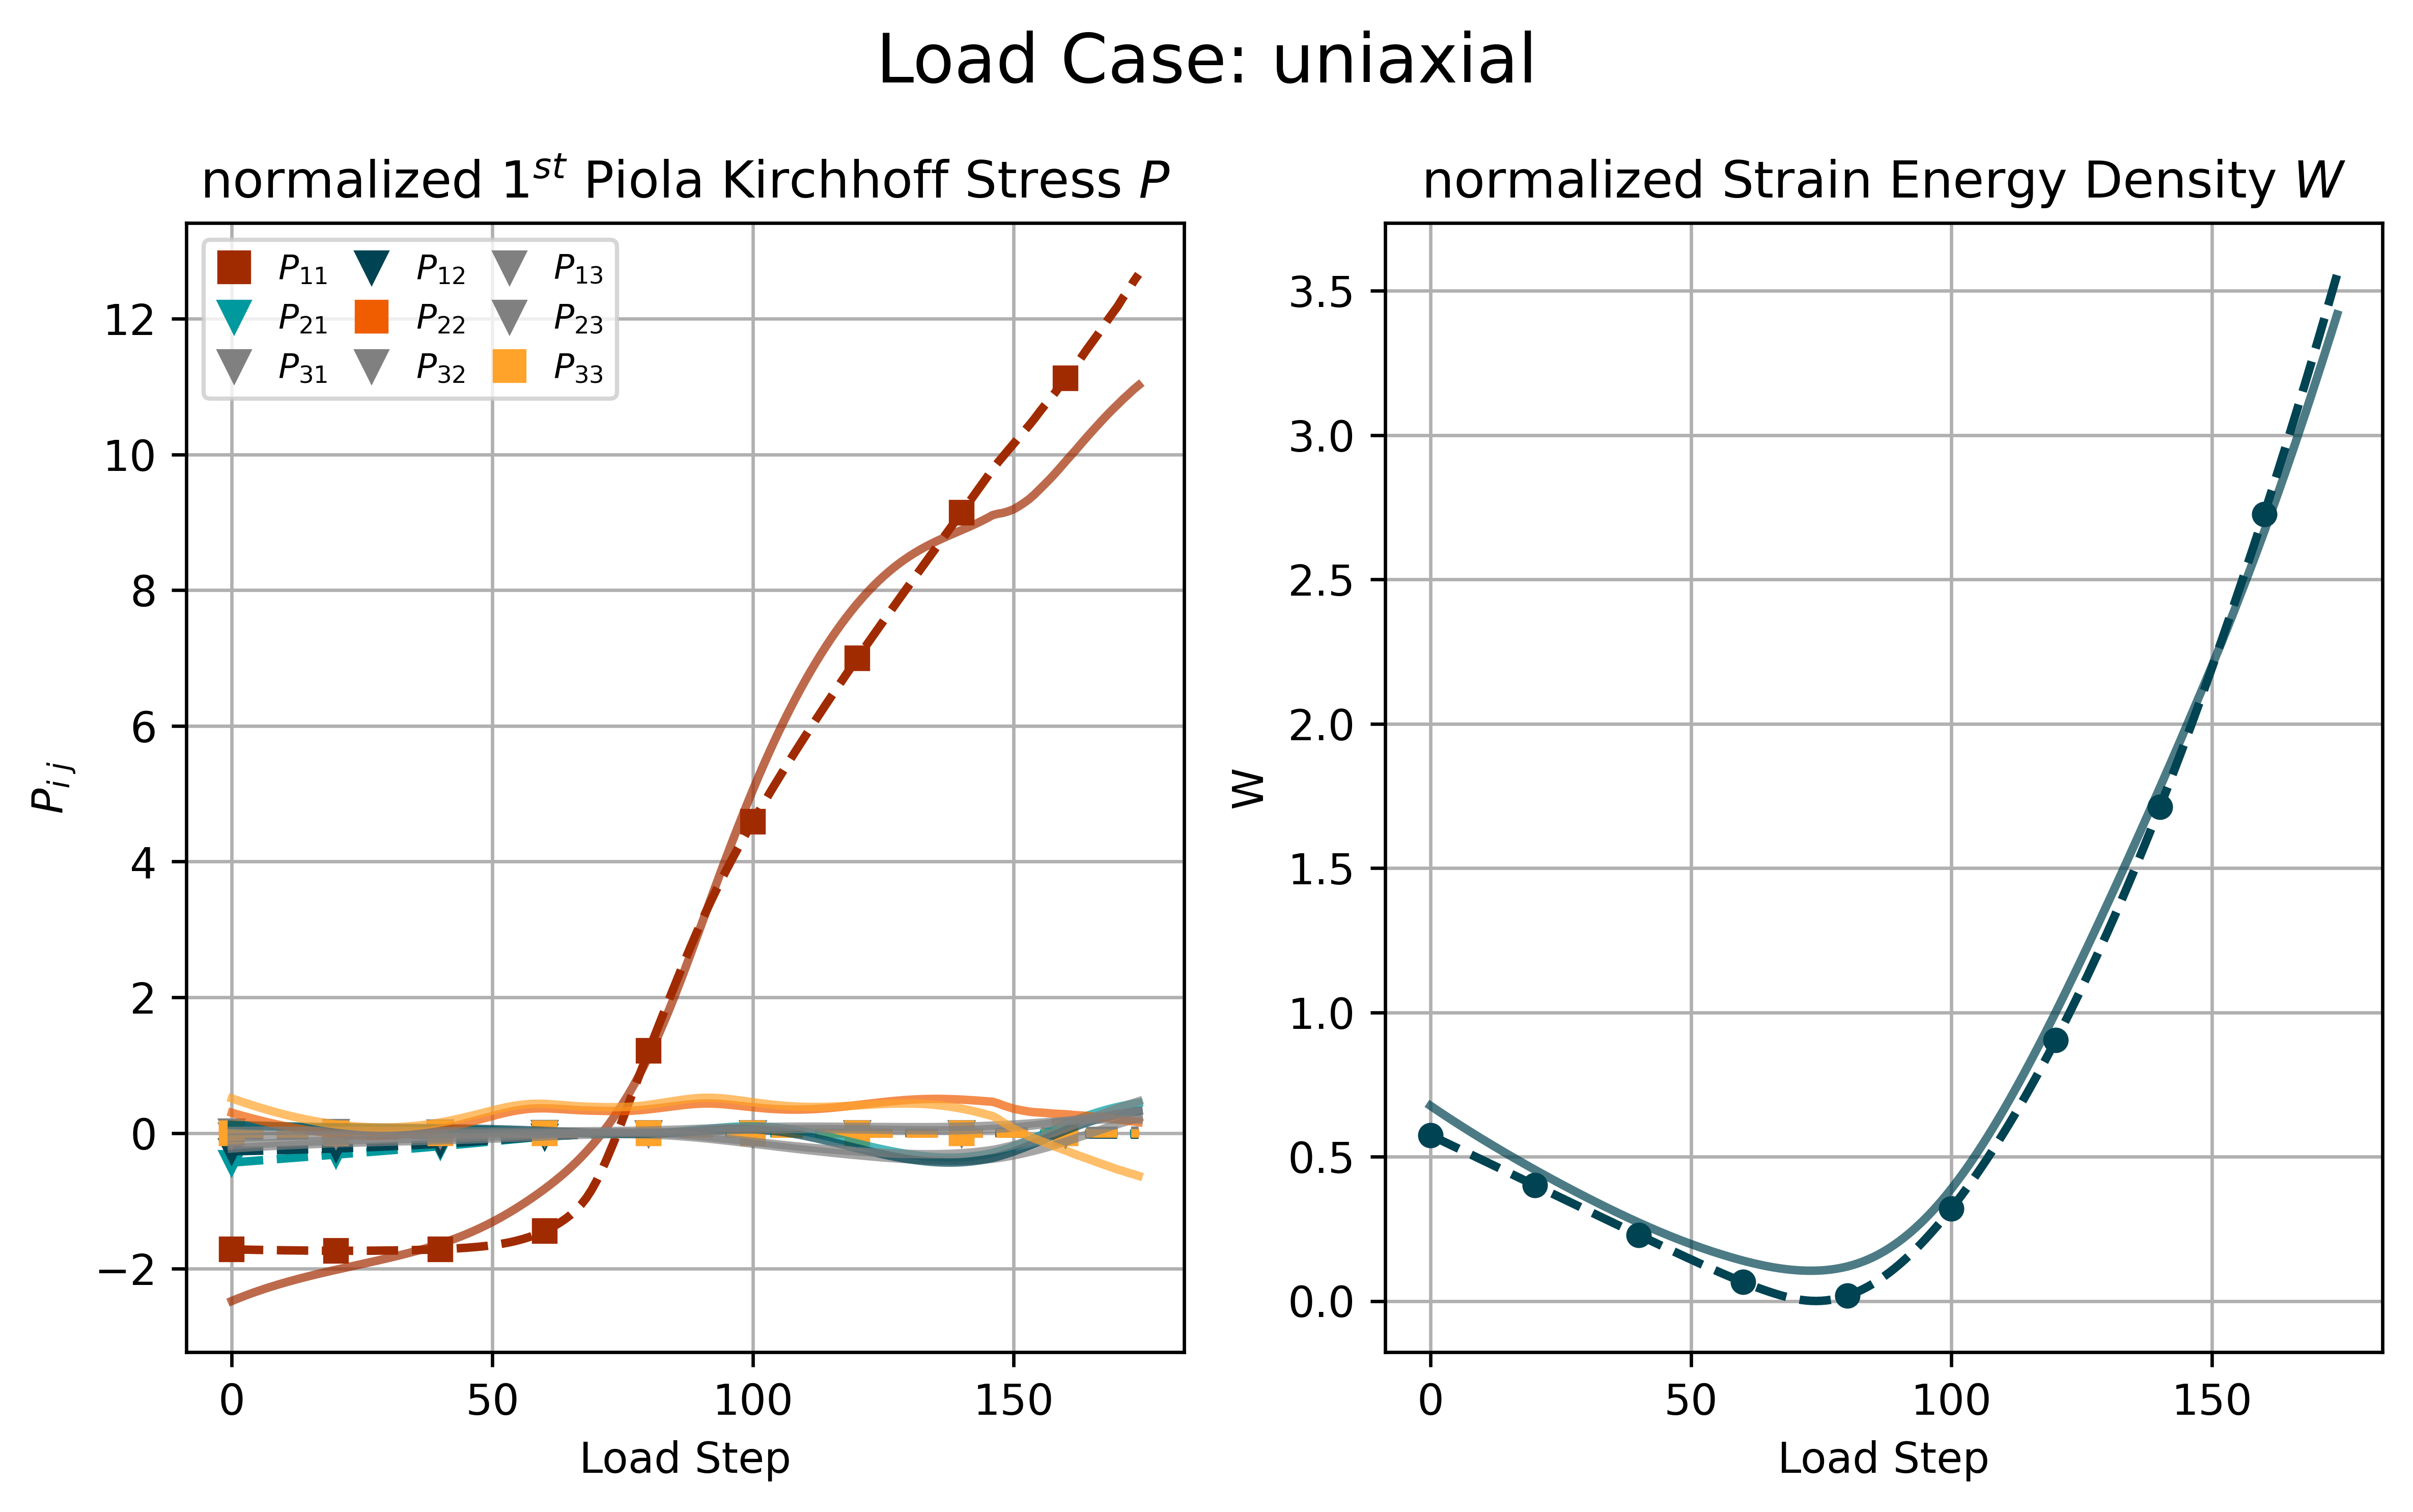 Load Case: uniaxial
normalized 1st Piola Kirchhoff Stress P
P11 P12 P13
P21 P22 P23
P31 P32 P33
12
10
8
6
4
2
0
−2
Pi j
0 50 100 150
Load Step
normalized Strain Energy Density W
3.5
3.0
2.5
2.0
1.5
1.0
0.5
0.0
W
0 50 100 150
Load Step